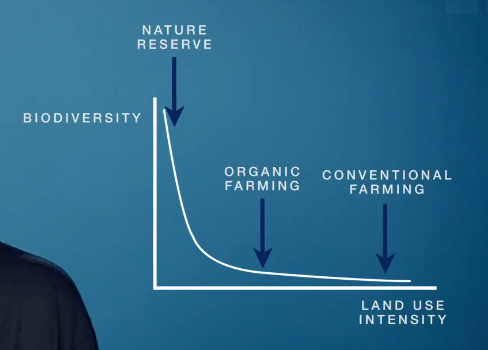 NATURE
RESERVE
BIODIVERSITY
ORGANIC
FARMING
CONVENTIONAL
FARMING
LAND USE
INTENSITY